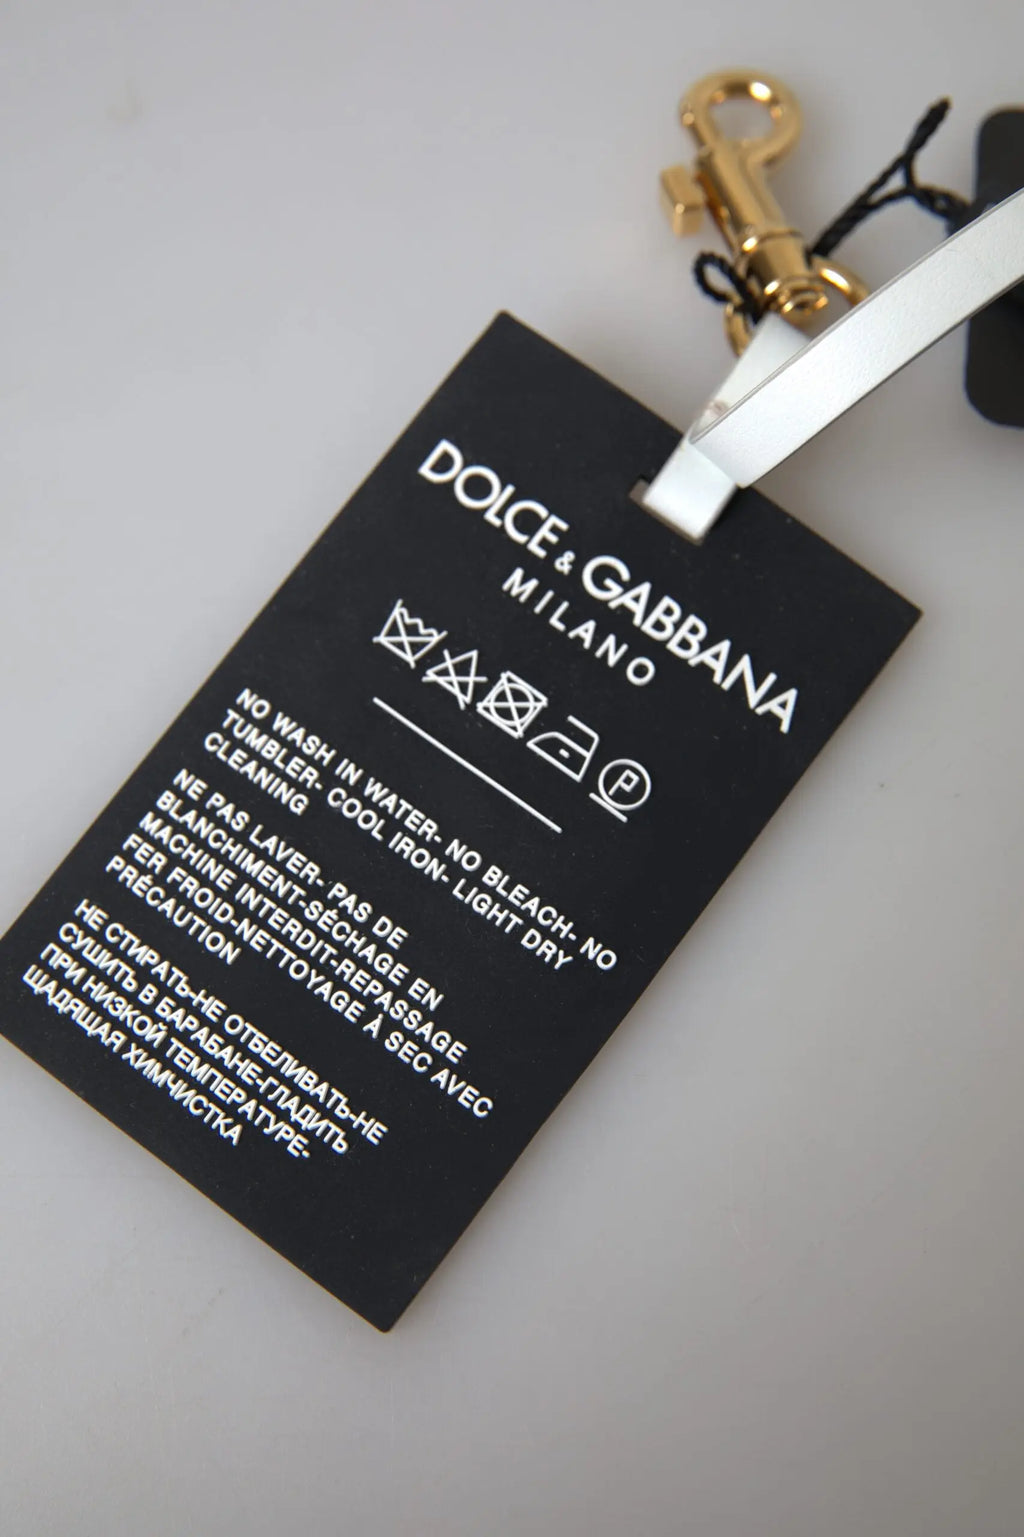 DOLCE & GABBANA
MILANO
P
NO WASH IN WATER- NO BLEACH- NO
TUMBLER- COOL IRON- LIGHT DRY
CLEANING
NE PAS LAVER- PAS DE
BLANCHIMENT-SÉCHAGE EN
MACHINE INTERDIT-REPASSAGE
FER FROID-NETTOYAGE À SEC AVEC
PRÉCAUTION
НЕ СТИРАТЬ-НЕ ОТБЕЛИВАТЬ-НЕ
СУШИТЬ В БАРАБАНЕ-ГЛАДИТЬ
ПРИ НИЗКОЙ ТЕМПЕРАТУРЕ-
ЩАДЯЩАЯ ХИМЧИСТКА